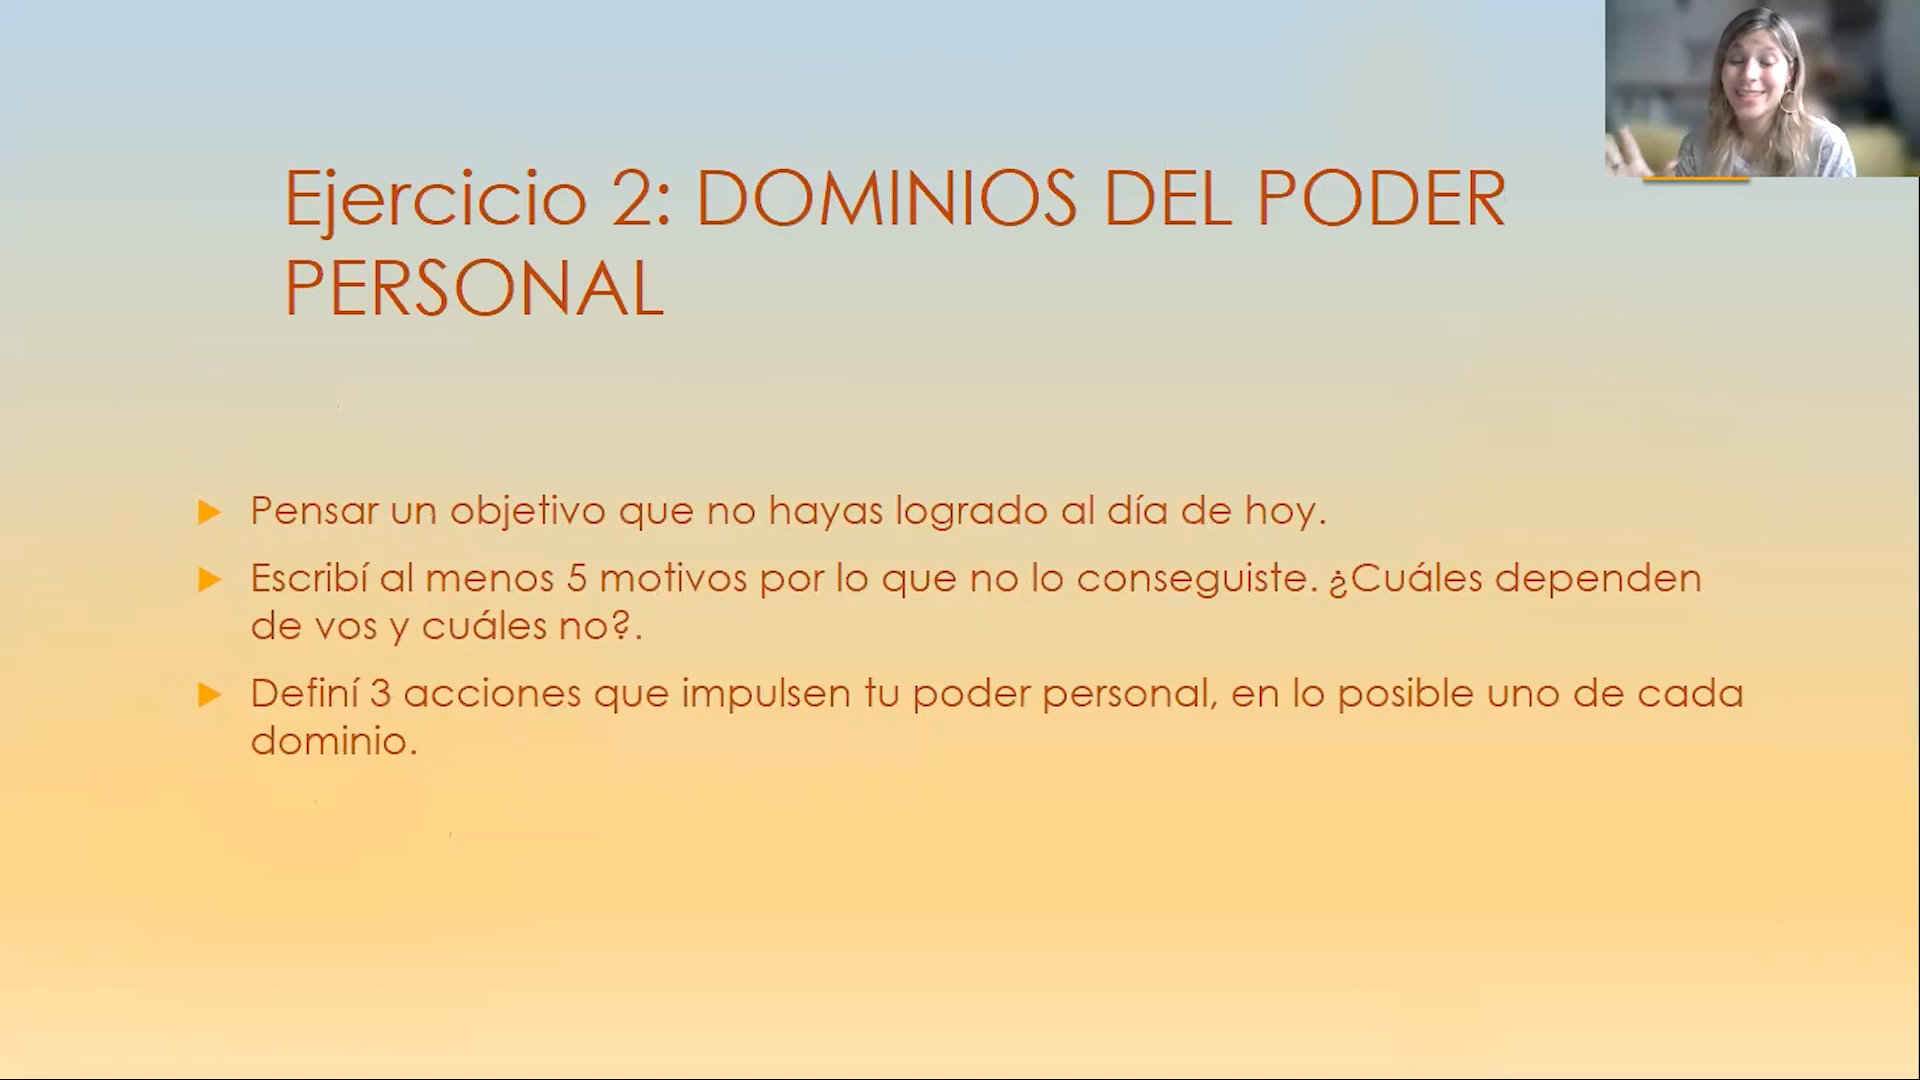 Ejercicio 2: DOMINIOS DEL PODER
PERSONAL
Pensar un objetivo que no hayas logrado al día de hoy.
Escribí al menos 5 motivos por lo que no lo conseguiste. ¿Cuáles dependen
de vos y cuáles no?.
Definí 3 acciones que impulsen tu poder personal, en lo posible uno de cada
dominio.